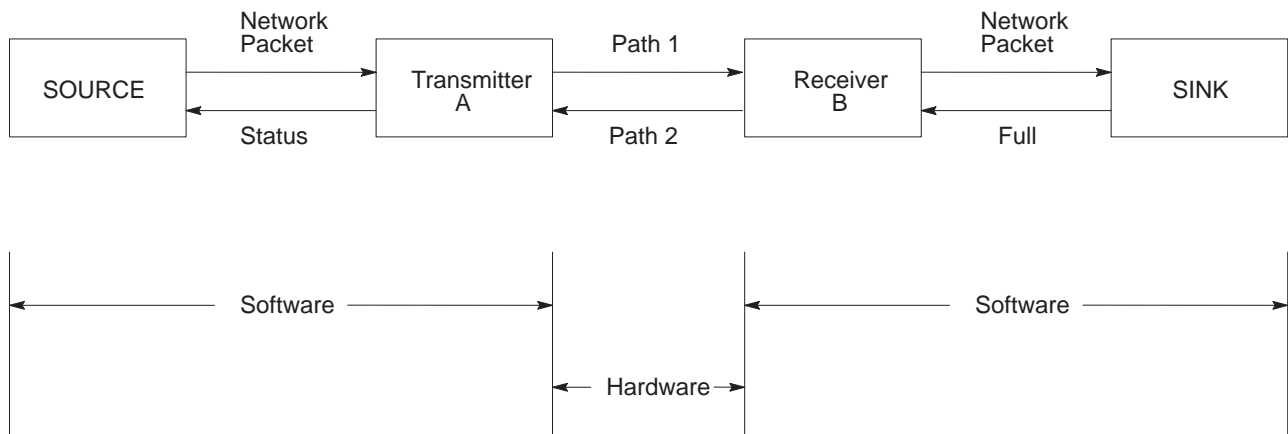 Network
Packet
Path 1
Network
Packet
SOURCE
Transmitter
A
Receiver
B
SINK
Status
Path 2
Full
Software
Software
Hardware